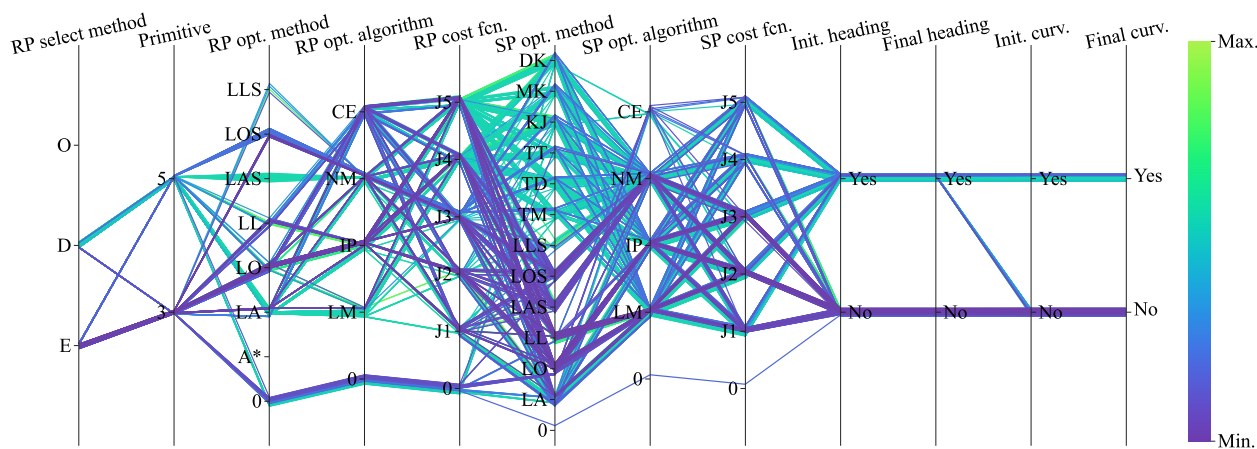 RP select method
Primitive
RP opt. method
RP opt. algorithm
RP cost fcn.
SP opt. method
SP opt. algorithm
SP cost fcn.
Init. heading
Final heading
Init. curv.
Final curv.
O
D
E
5
3
LLS
LOS
LAS
LL
LO
LA
A*
0
CE
NM
IP
LM
0
J5
J4
J3
J2
J1
0
DK
MK
KJ
TT
TD
TM
LLS
LOS
LAS
LL
LO
LA
0
CE
NM
IP
LM
0
J5
J4
J3
J2
J1
0
Yes
No
Yes
No
Yes
No
Yes
No
Max.
Min.